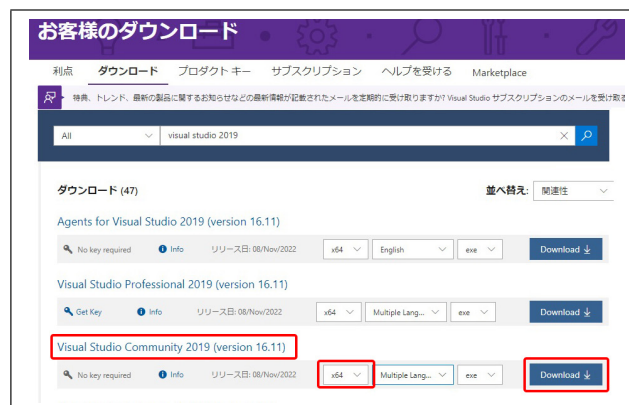 お客様のダウンロード
利点 ダウンロード プロダクト キー サブスクリプション ヘルプを受ける Marketplace
特典、トレンド、最新の製品に関するお知らせなどの最新情報が記載されたメールを定期的に受け取りますか? Visual Studio サブスクリプションのメールを受け取る
All visual studio 2019
ダウンロード (47) 並べ替え: 関連性
Agents for Visual Studio 2019 (version 16.11)
No key required Info リリース日: 08/Nov/2022 x64 English exe Download
Visual Studio Professional 2019 (version 16.11)
Get Key Info リリース日: 08/Nov/2022 x64 Multiple Lang... exe Download
Visual Studio Community 2019 (version 16.11)
No key required Info リリース日: 08/Nov/2022 x64 Multiple Lang... exe Download